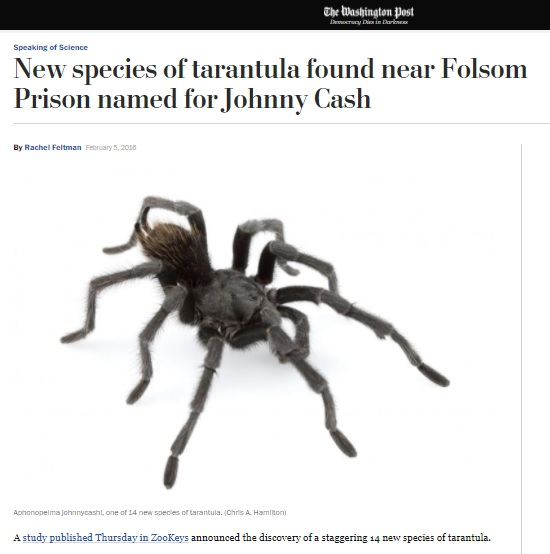 The Washington Post
Democracy Dies in Darkness
Speaking of Science
New species of tarantula found near Folsom
Prison named for Johnny Cash
By Rachel Feltman February 5, 2016
Aphonopelma johnnycashi, one of 14 new species of tarantula. (Chris A. Hamilton)
A study published Thursday in ZooKeys announced the discovery of a staggering 14 new species of tarantula.